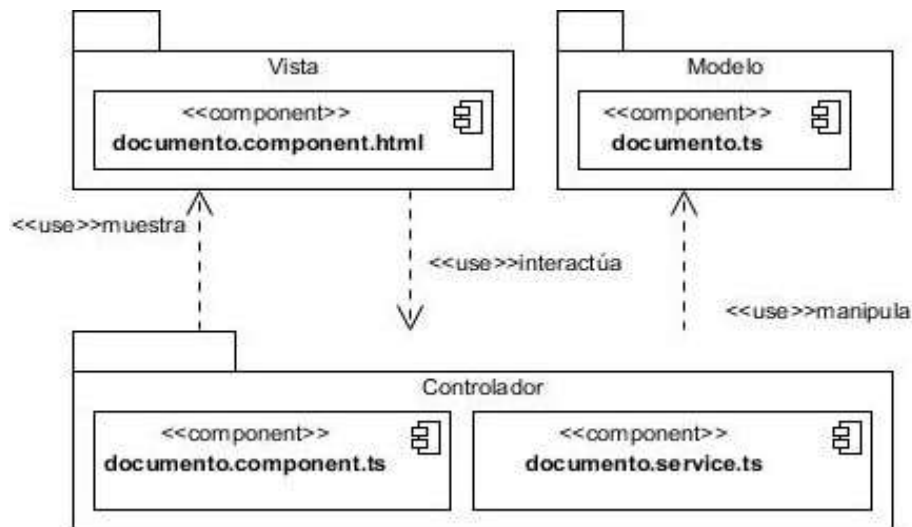 Vista
<<component>>
documento.component.html
Modelo
<<component>>
documento.ts
<<use>>muestra
<<use>>interactúa
<<use>>manipula
Controlador
<<component>>
documento.component.ts
<<component>>
documento.service.ts